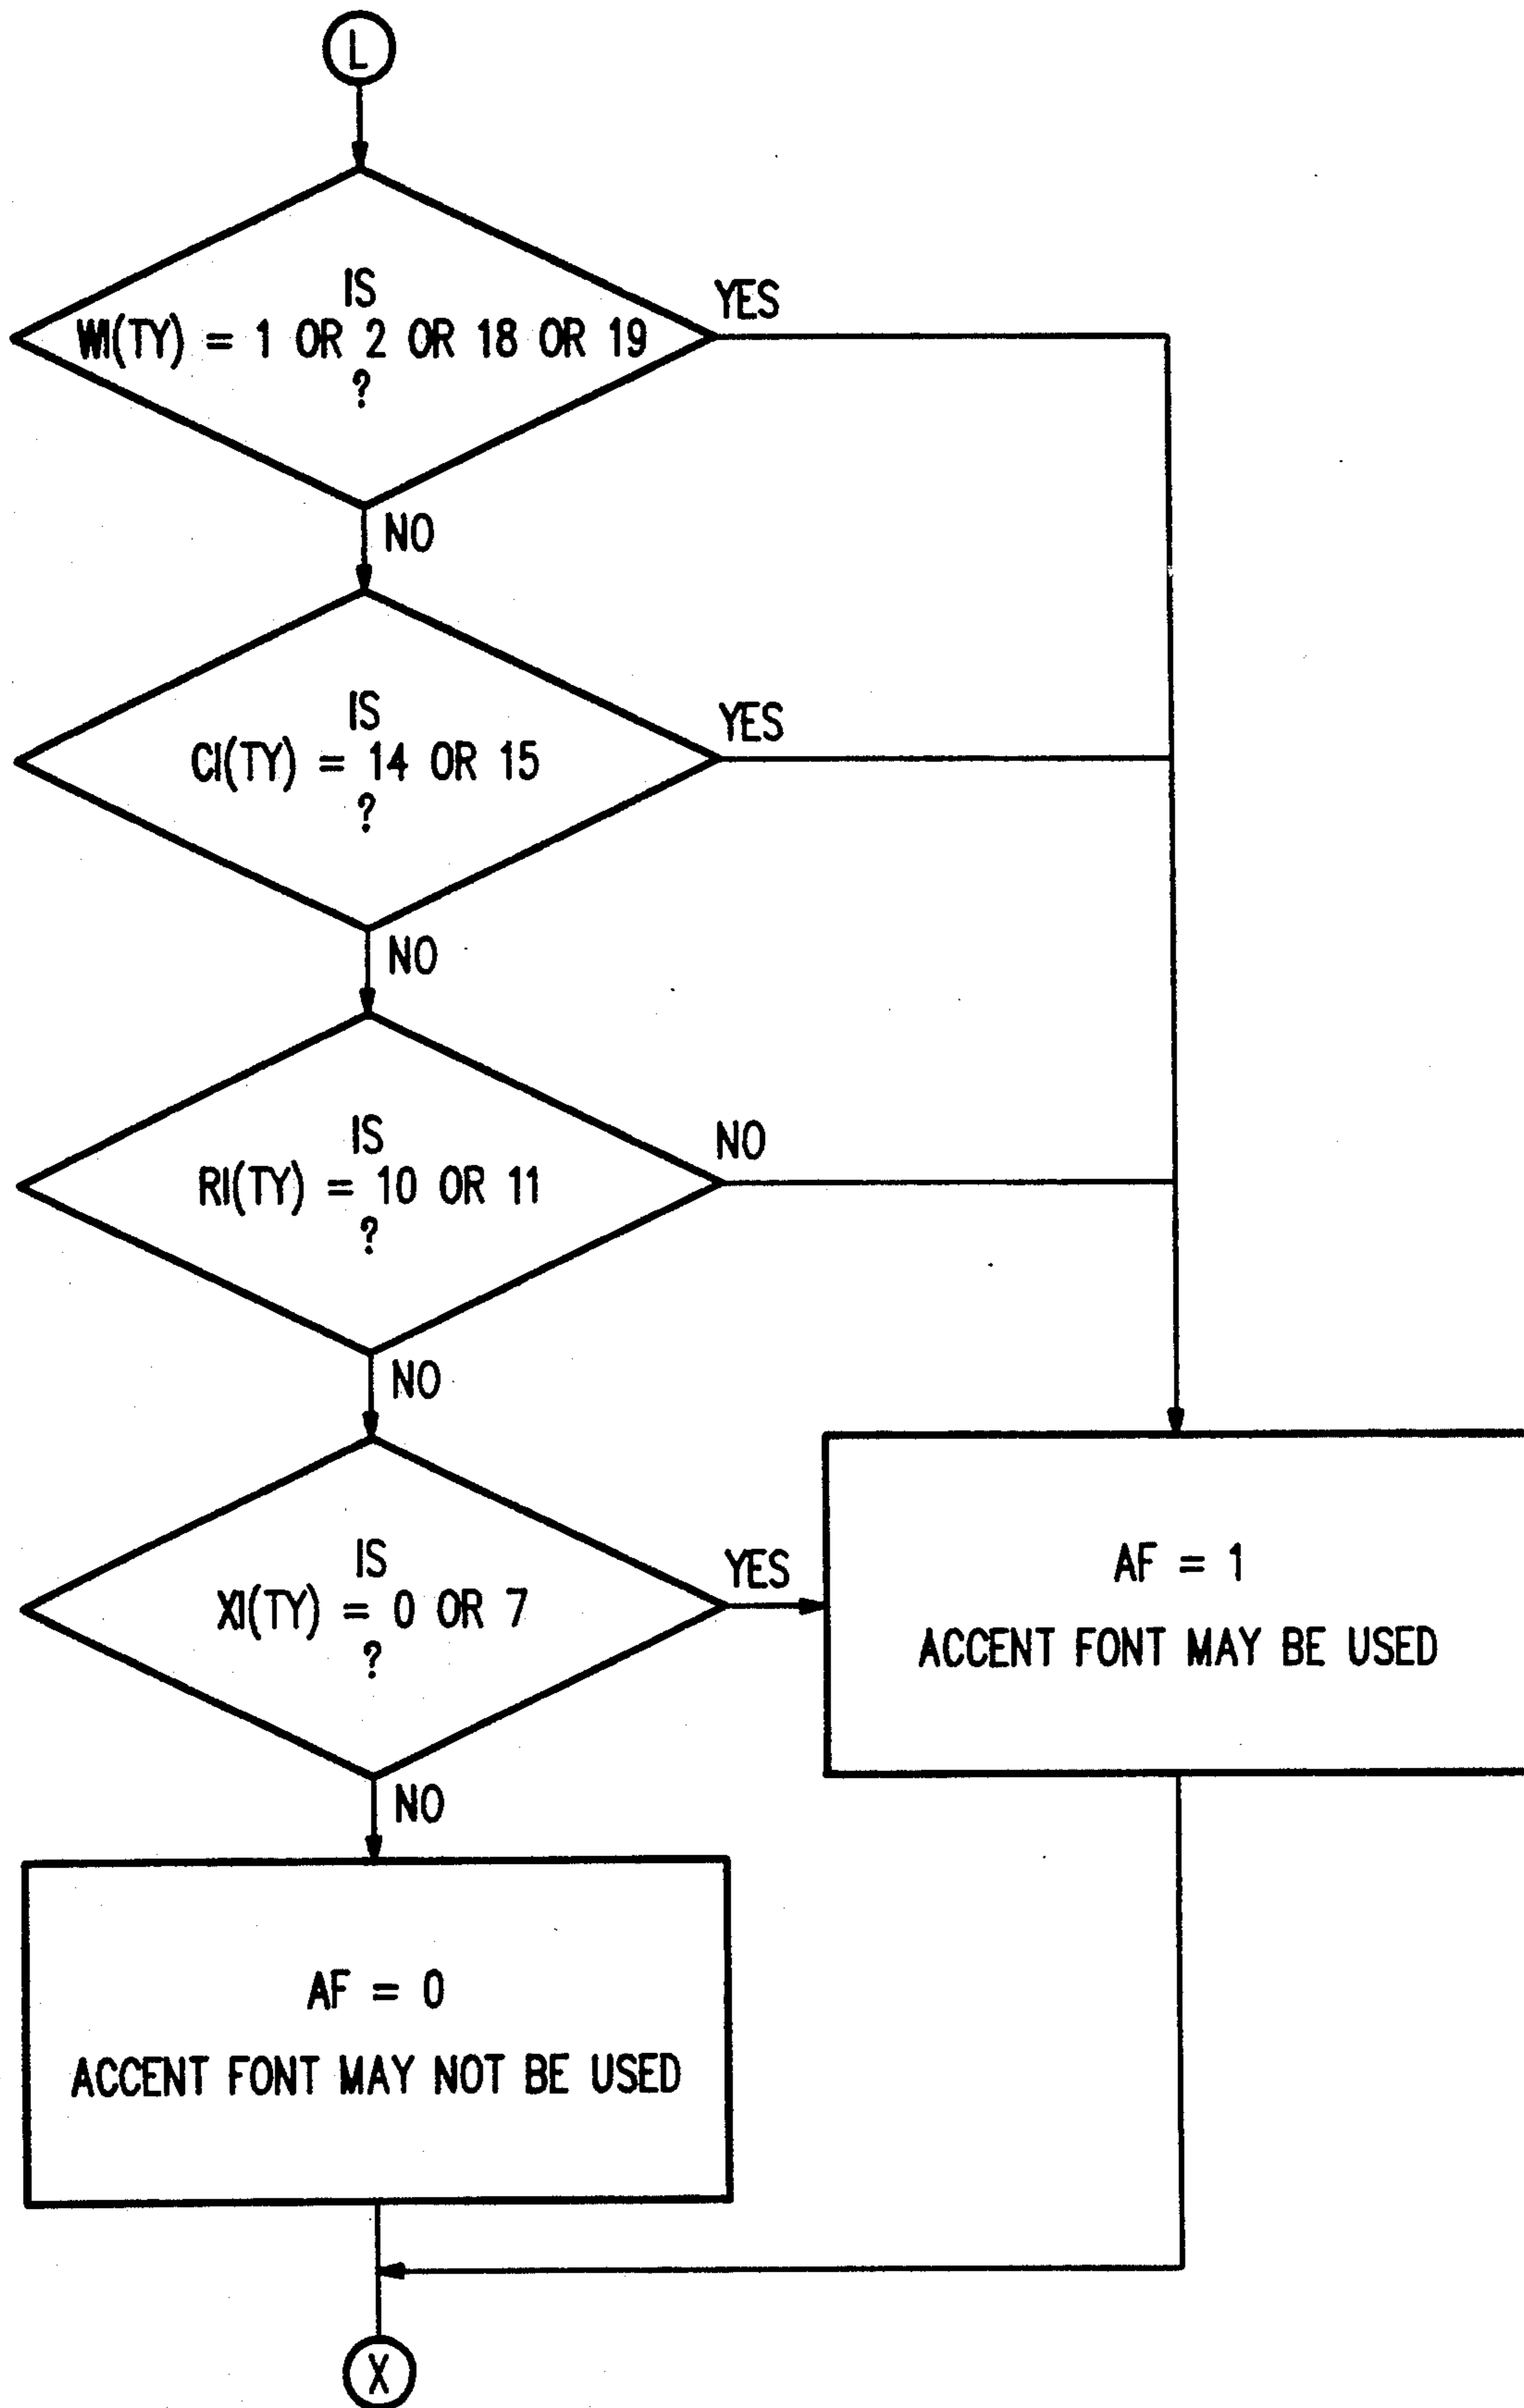 L
IS
WI(TY) = 1 OR 2 OR 18 OR 19
?
YES
NO
IS
CI(TY) = 14 OR 15
?
YES
NO
IS
RI(TY) = 10 OR 11
?
NO
NO
IS
XI(TY) = 0 OR 7
?
YES
NO
AF = 1
ACCENT FONT MAY BE USED
AF = 0
ACCENT FONT MAY NOT BE USED
X